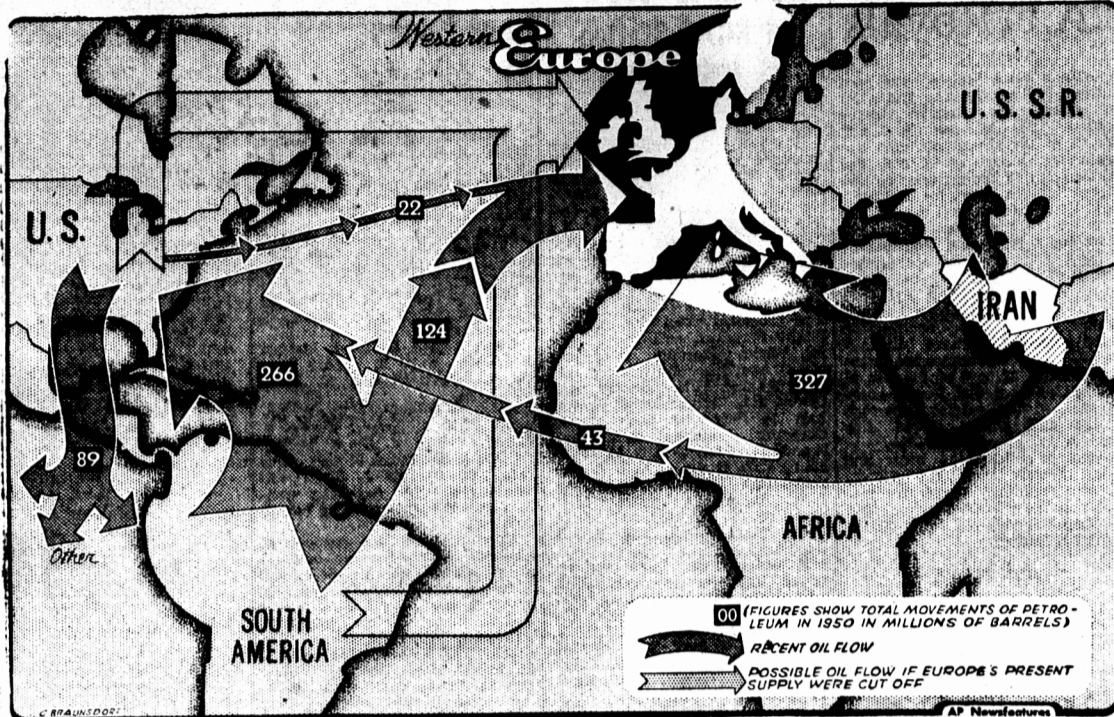 Western
Europe
U.S.S.R.
U.S.
22
IRAN
124
266
327
43
89
Other
AFRICA
SOUTH
AMERICA
00 (FIGURES SHOW TOTAL MOVEMENTS OF PETRO-
LEUM IN 1950 IN MILLIONS OF BARRELS)
RECENT OIL FLOW
POSSIBLE OIL FLOW IF EUROPE'S PRESENT
SUPPLY WERE CUT OFF
C BRAUNSDORF
AP Newsfeatures